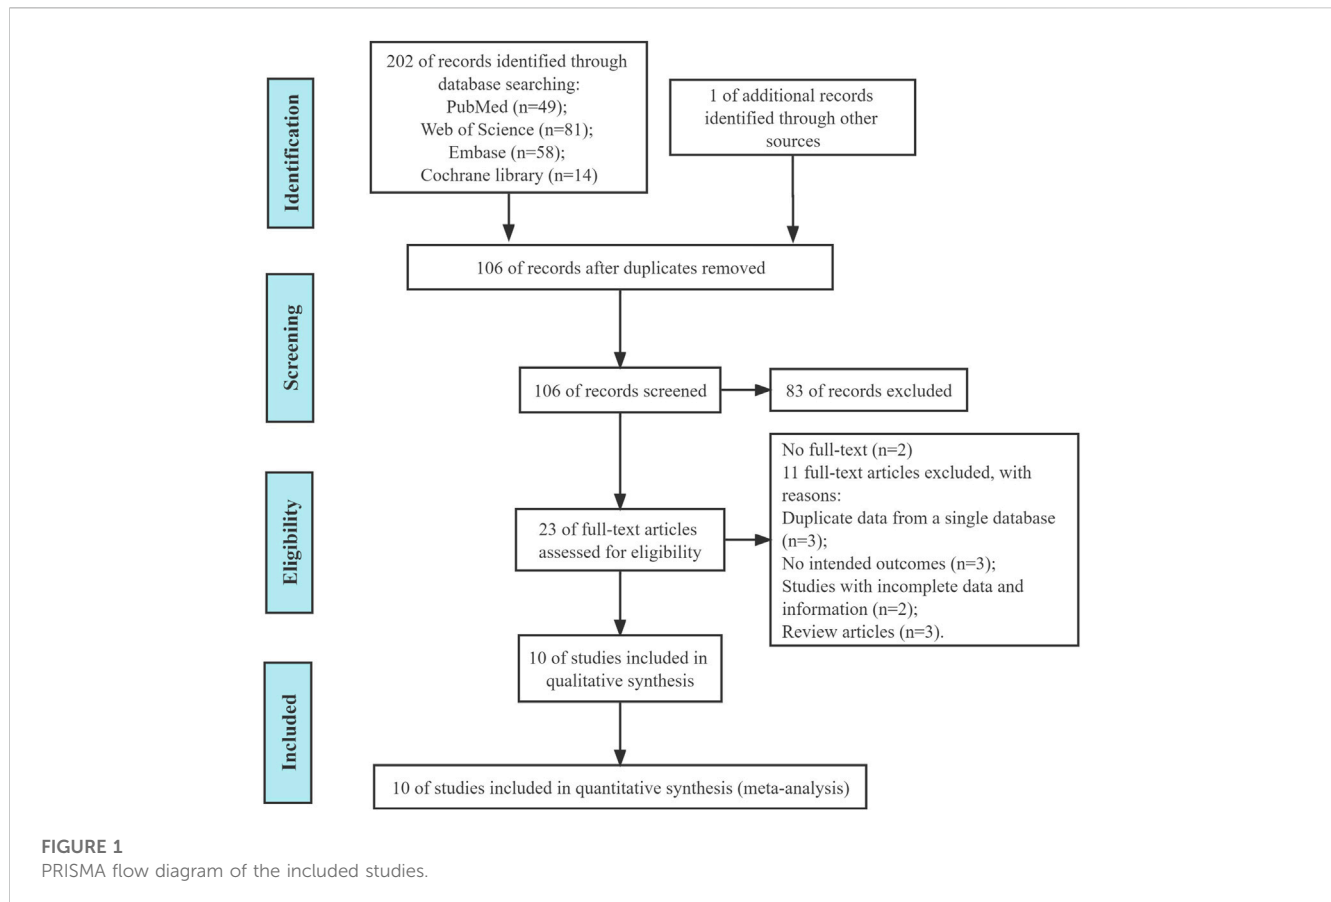 Identification
202 of records identified through
database searching:
PubMed (n=49);
Web of Science (n=81);
Embase (n=58);
Cochrane library (n=14)
1 of additional records
identified through other
sources
106 of records after duplicates removed
Screening
106 of records screened
83 of records excluded
Eligibility
23 of full-text articles
assessed for eligibility
No full-text (n=2)
11 full-text articles excluded, with
reasons:
Duplicate data from a single database
(n=3);
No intended outcomes (n=3);
Studies with incomplete data and
information (n=2);
Review articles (n=3).
Included
10 of studies included in
qualitative synthesis
10 of studies included in quantitative synthesis (meta-analysis)
FIGURE 1
PRISMA flow diagram of the included studies.